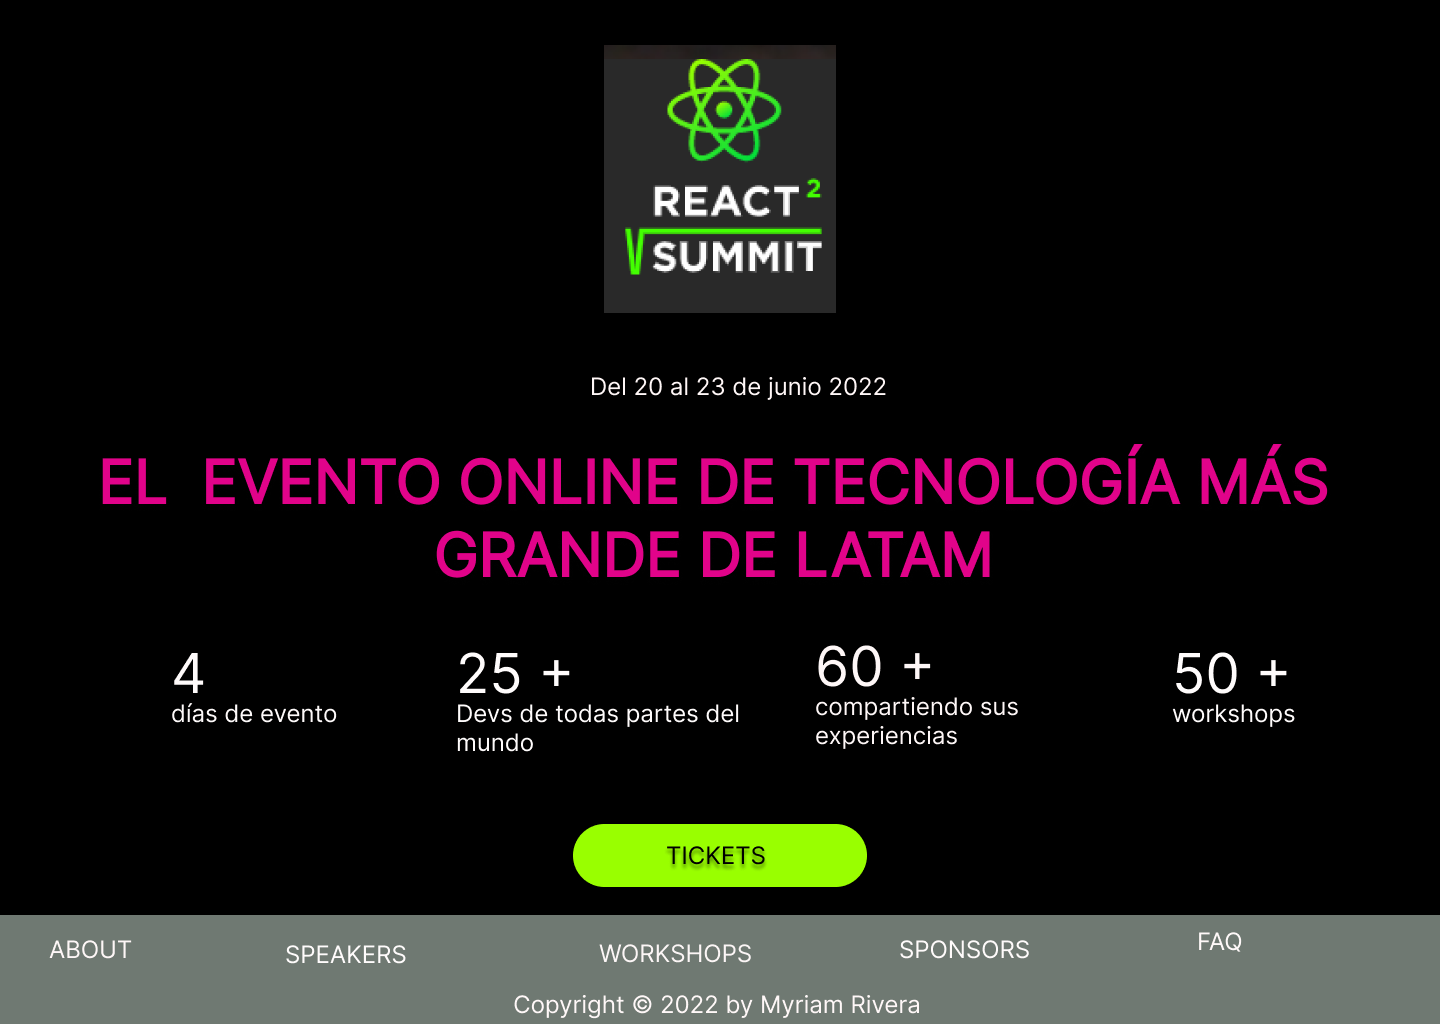 REACT²
SUMMIT
Del 20 al 23 de junio 2022
EL  EVENTO ONLINE DE TECNOLOGÍA MÁS
GRANDE DE LATAM
4
días de evento
25 +
Devs de todas partes del
mundo
60 +
compartiendo sus
experiencias
50 +
workshops
TICKETS
ABOUT
SPEAKERS
WORKSHOPS
SPONSORS
FAQ
Copyright © 2022 by Myriam Rivera